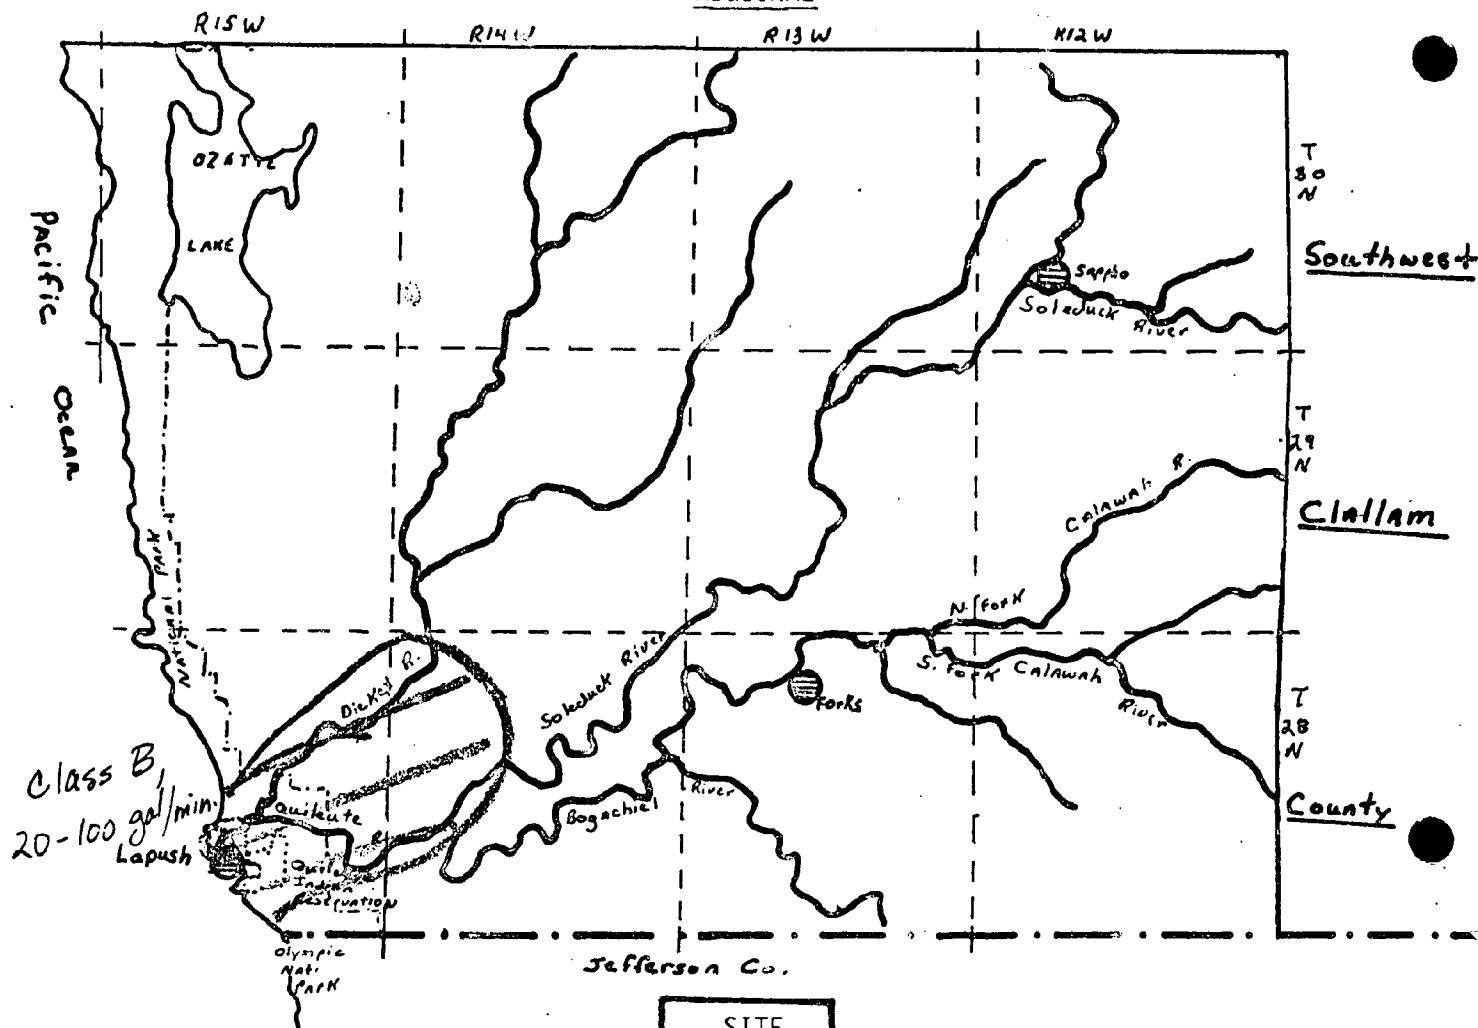 R15W
R14W
R13W
R12W
OZETTE
LAKE
Pacific
Ocean
T
30
N
Southwest
Sappho
Soleduck
River
T
29
N
Calawah R.
Clallam
National Park
N. Fork
S. Fork
Calawah
River
Soleduck River
Dickey
R.
Forks
T
28
N
Class B,
20-100 gal/min.
Lapush
Quileute
R.
Bogachiel
River
County
Indian
Reservation
Olympic
Nat.
Park
Jefferson Co.
SITE